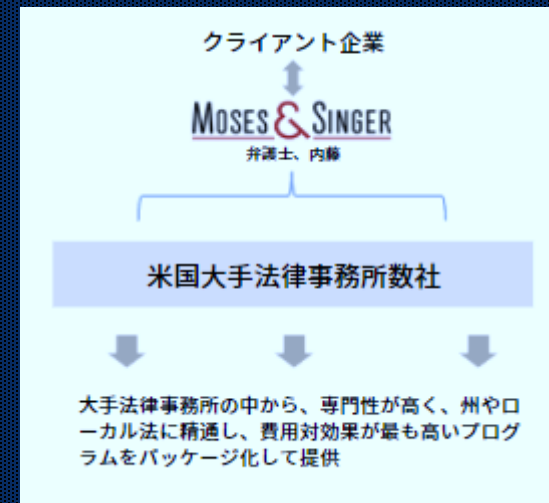 クライアント企業
MOSES & SINGER
弁護士、内藤
米国大手法律事務所数社
大手法律事務所の中から、専門性が高く、州やロ
ーカル法に精通し、費用対効果が最も高いプログ
ラムをパッケージ化して提供